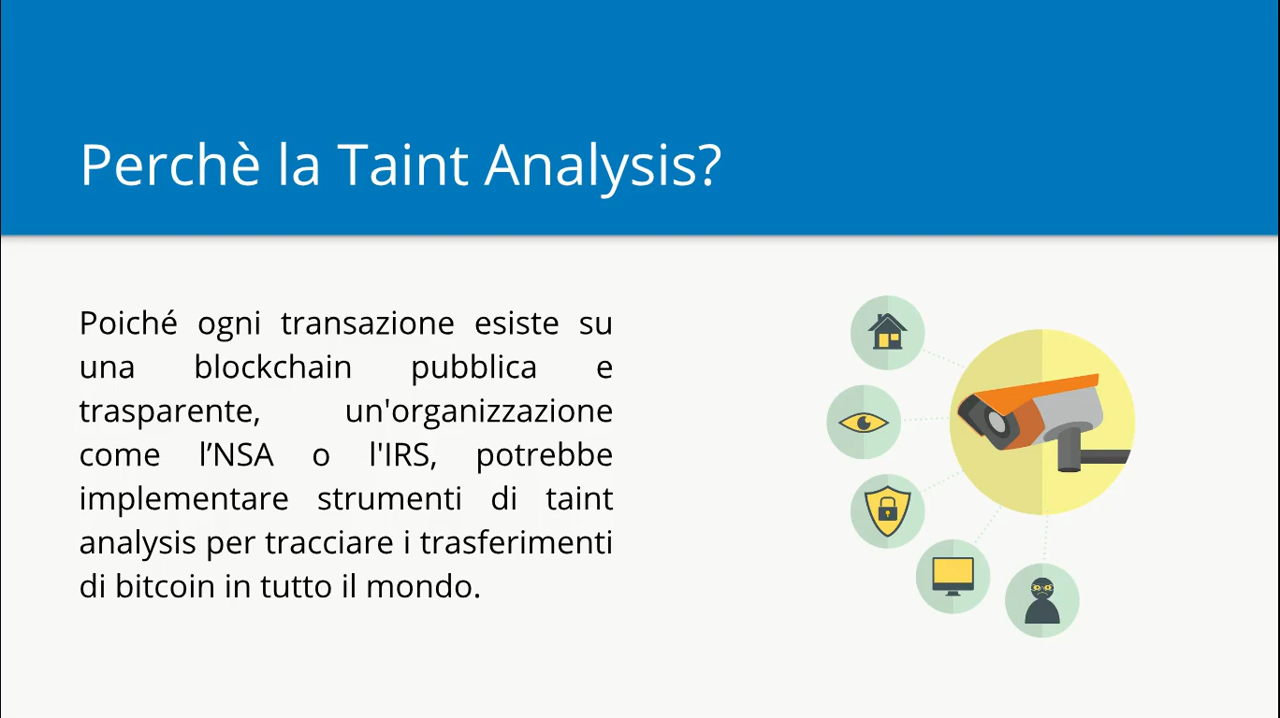 Perchè la Taint Analysis?
Poiché ogni transazione esiste su
una blockchain pubblica e
trasparente, un'organizzazione
come l’NSA o l'IRS, potrebbe
implementare strumenti di taint
analysis per tracciare i trasferimenti
di bitcoin in tutto il mondo.